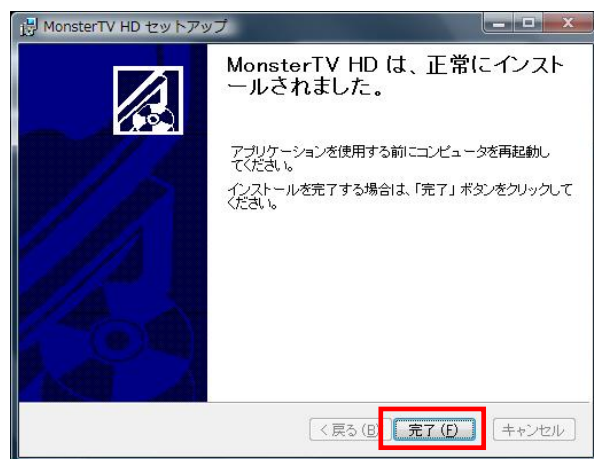 MonsterTV HD セットアップ
MonsterTV HD は、正常にインスト
ールされました。
アプリケーションを使用する前にコンピュータを再起動し
てください。
インストールを完了する場合は、「完了」ボタンをクリックして
ください。
< 戻る (B) 完了 (F) キャンセル